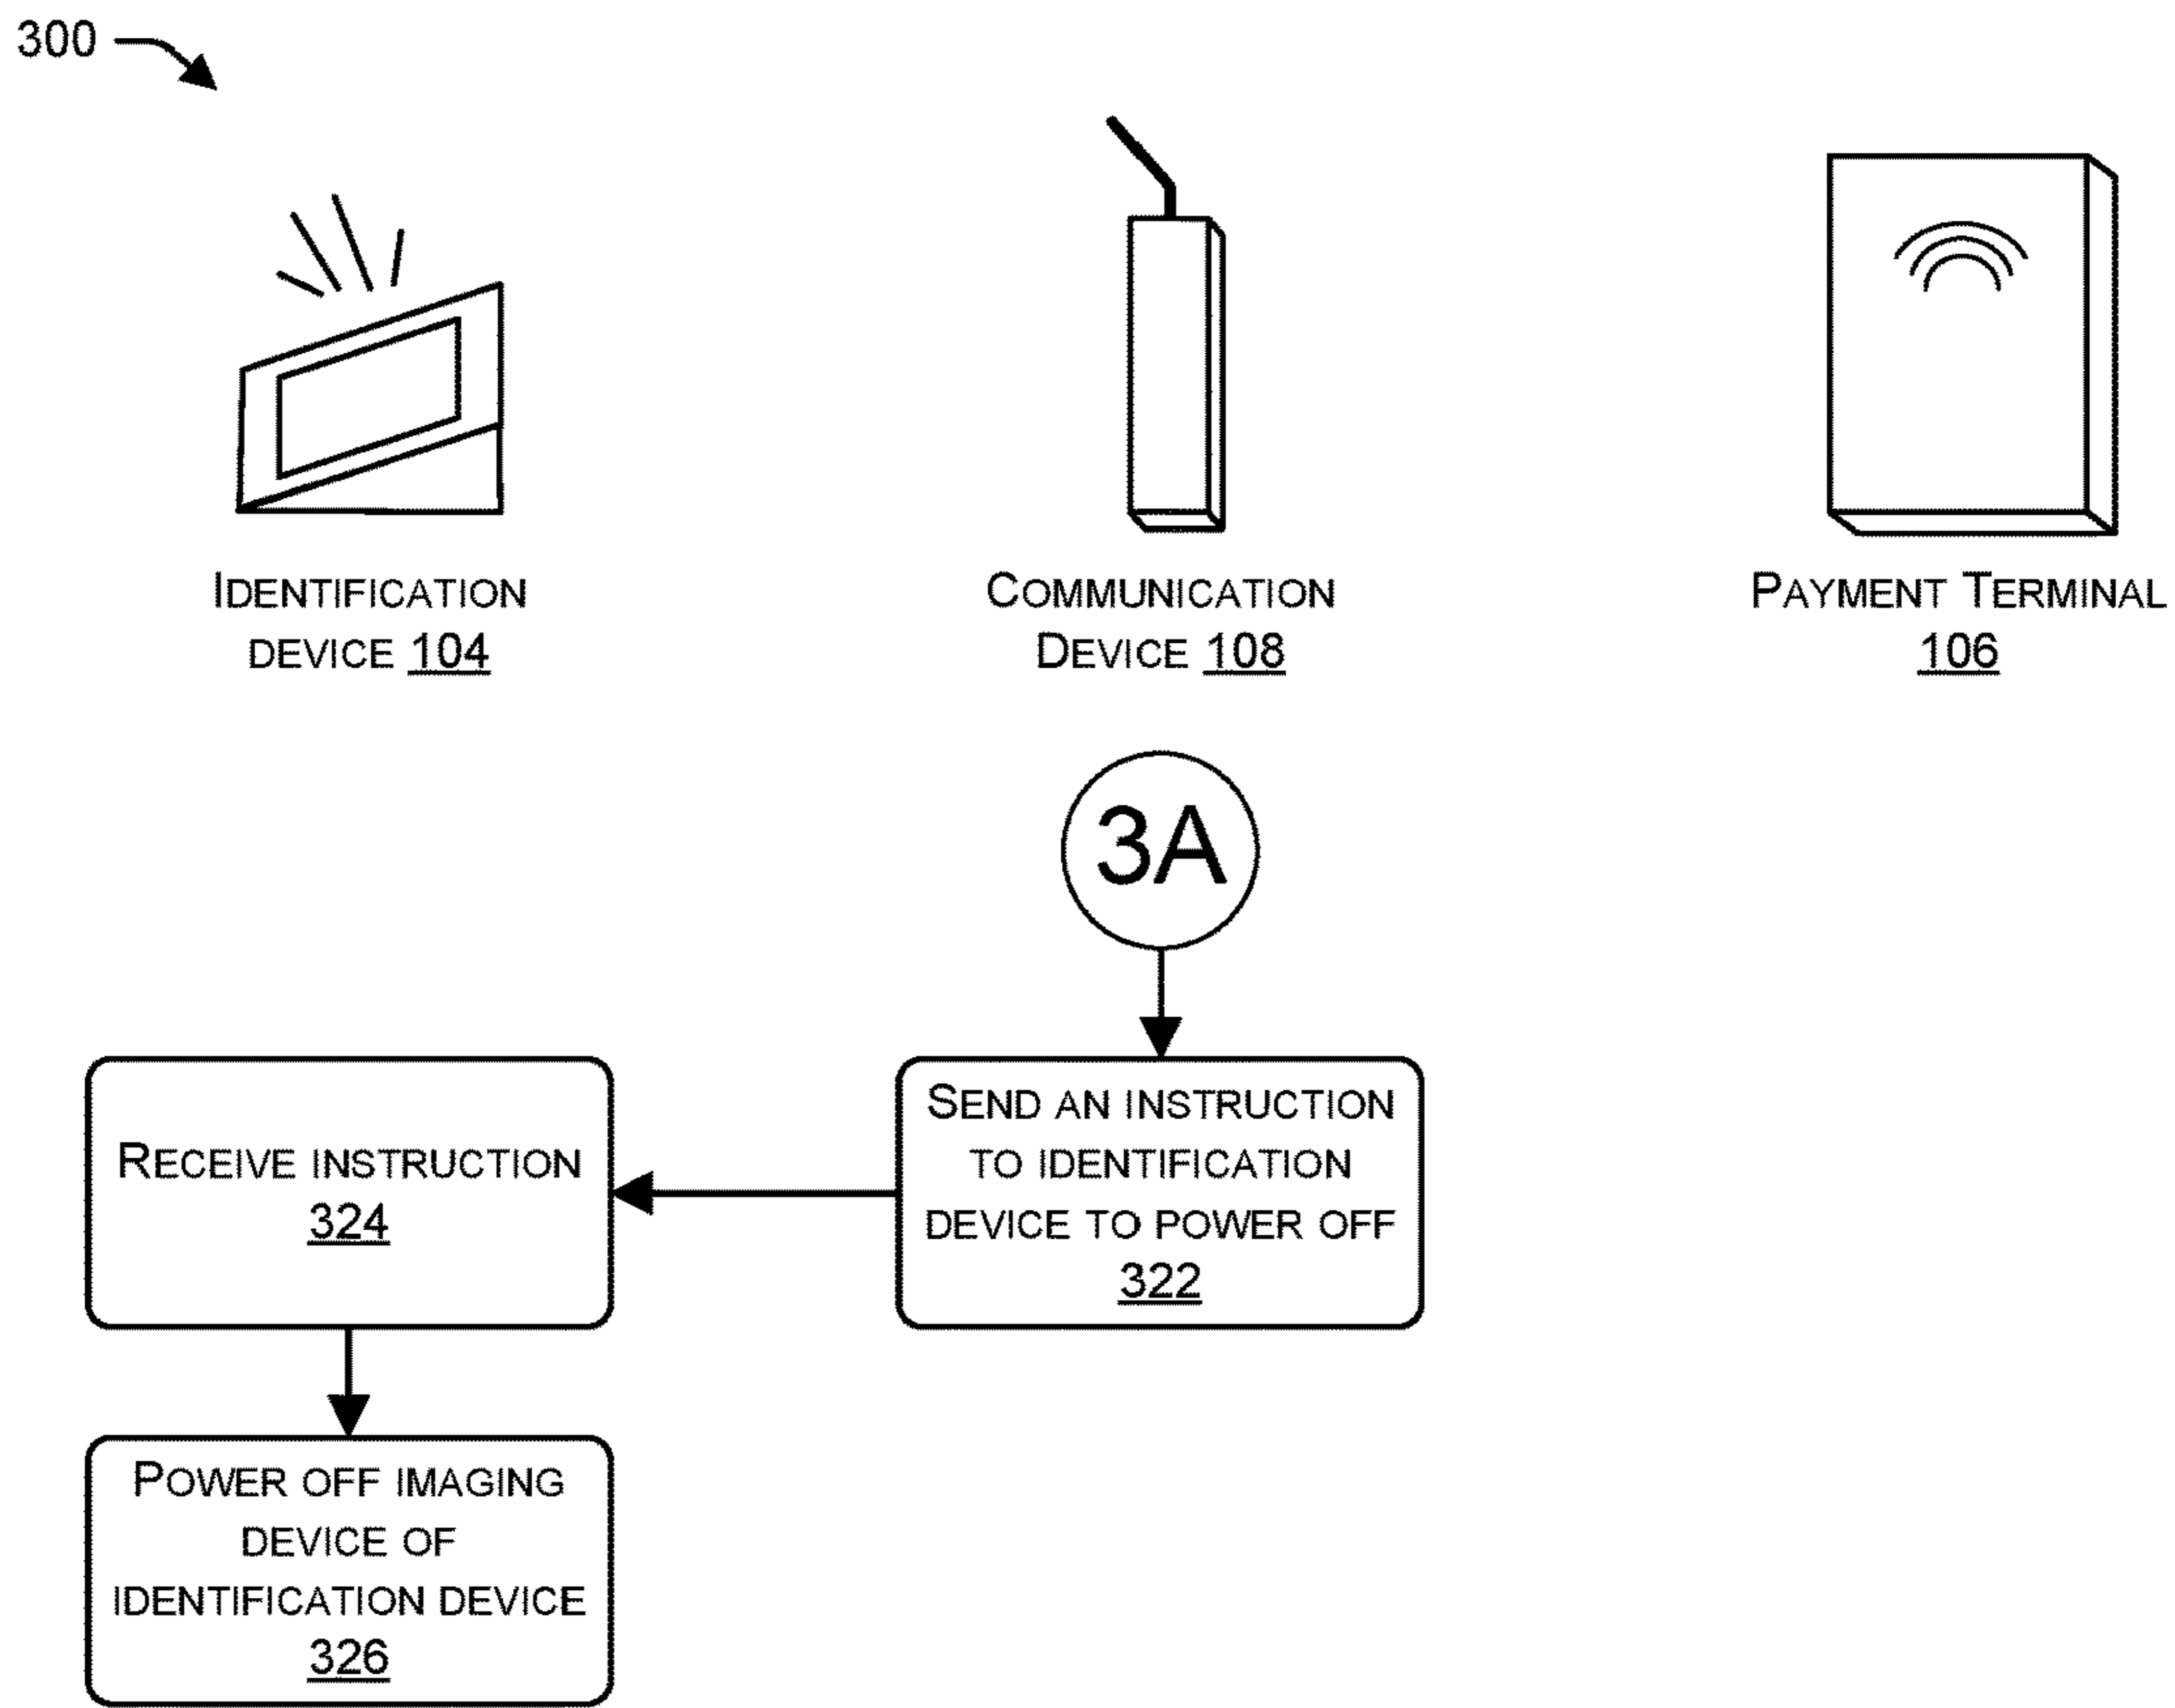 300
IDENTIFICATION
DEVICE 104
COMMUNICATION
DEVICE 108
PAYMENT TERMINAL
106
3A
SEND AN INSTRUCTION
TO IDENTIFICATION
DEVICE TO POWER OFF
322
RECEIVE INSTRUCTION
324
POWER OFF IMAGING
DEVICE OF
IDENTIFICATION DEVICE
326